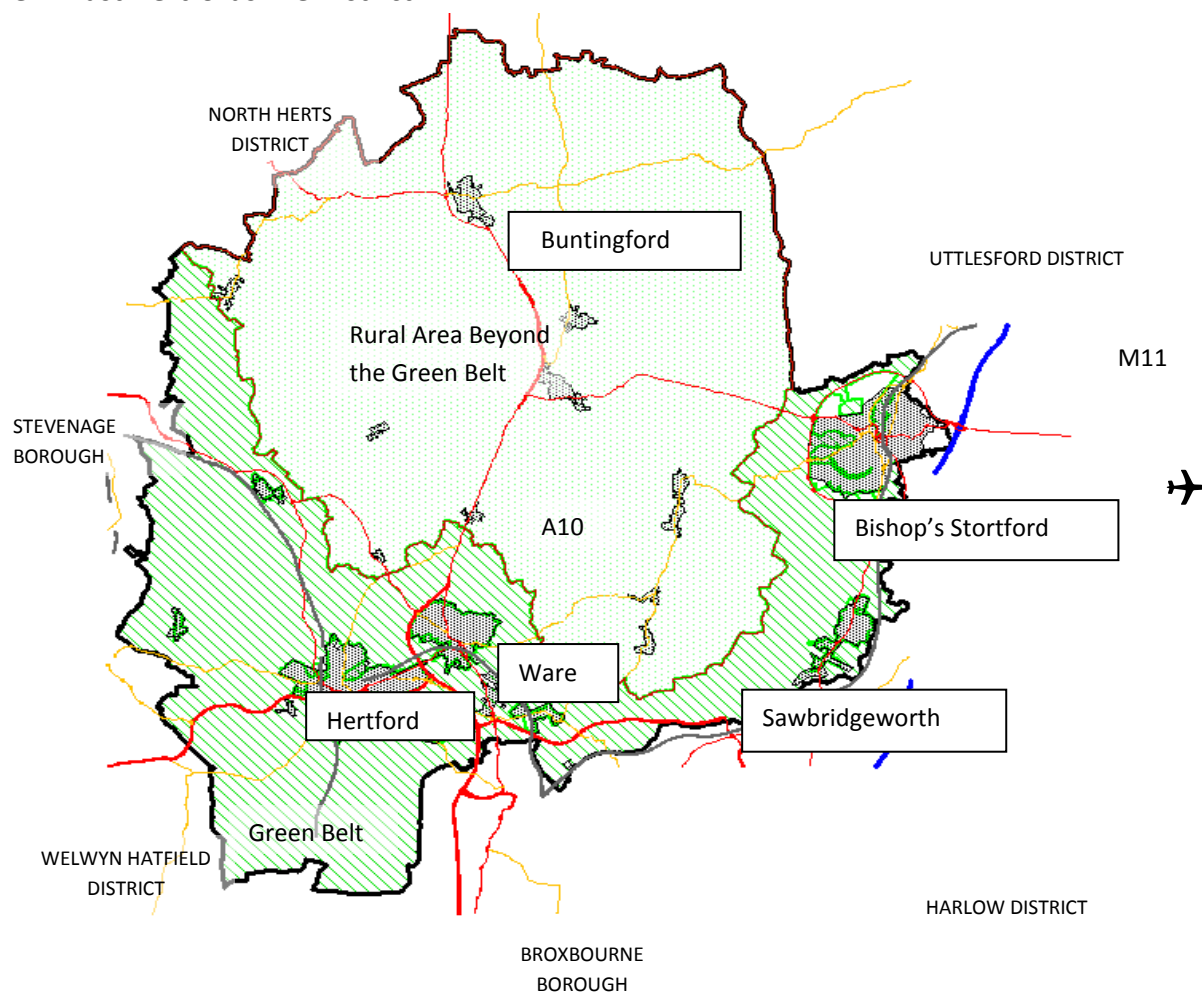 NORTH HERTS
DISTRICT
Buntingford
UTTLESFORD DISTRICT
Rural Area Beyond
the Green Belt
M11
STEVENAGE
BOROUGH
A10
Bishop’s Stortford
Ware
Hertford
Sawbridgeworth
Green Belt
WELWYN HATFIELD
DISTRICT
HARLOW DISTRICT
BROXBOURNE
BOROUGH